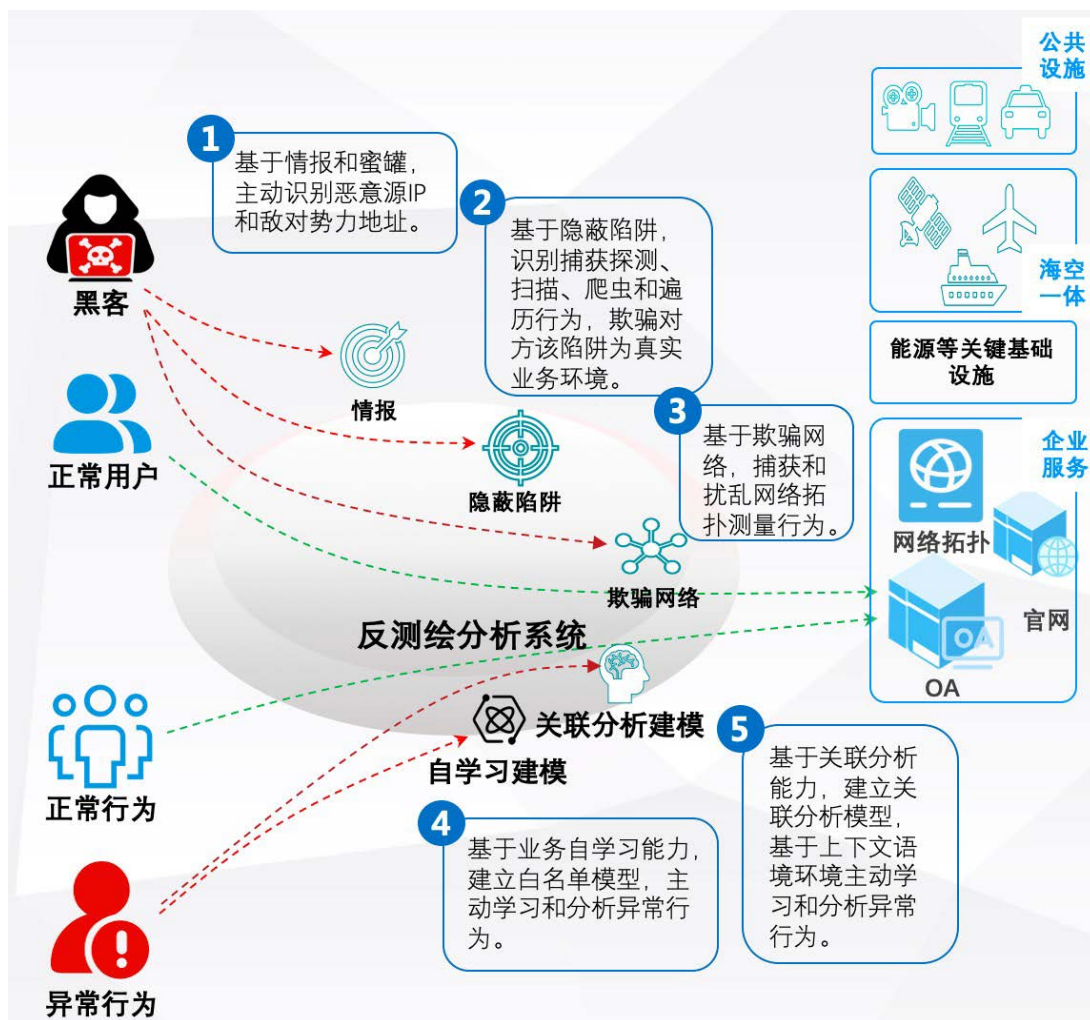 公共
设施
1
基于情报和蜜罐，
主动识别恶意源IP
和敌对势力地址。
2
基于隐蔽陷阱，
识别捕获探测、
扫描、爬虫和遍
历行为，欺骗对
方该陷阱为真实
业务环境。
海空
一体
黑客
能源等关键基础
设施
情报
3
基于欺骗网
络，捕获和
扰乱网络拓
扑测量行为。
企业
服务
正常用户
隐蔽陷阱
网络拓扑
欺骗网络
官网
反测绘分析系统
OA
OA
关联分析建模
自学习建模
正常行为
4
基于业务自学习能力，
建立白名单模型，主
动学习和分析异常行
为。
5
基于关联分析
能力，建立关
联分析模型，
基于上下文语
境环境主动学
习和分析异常
行为。
异常行为